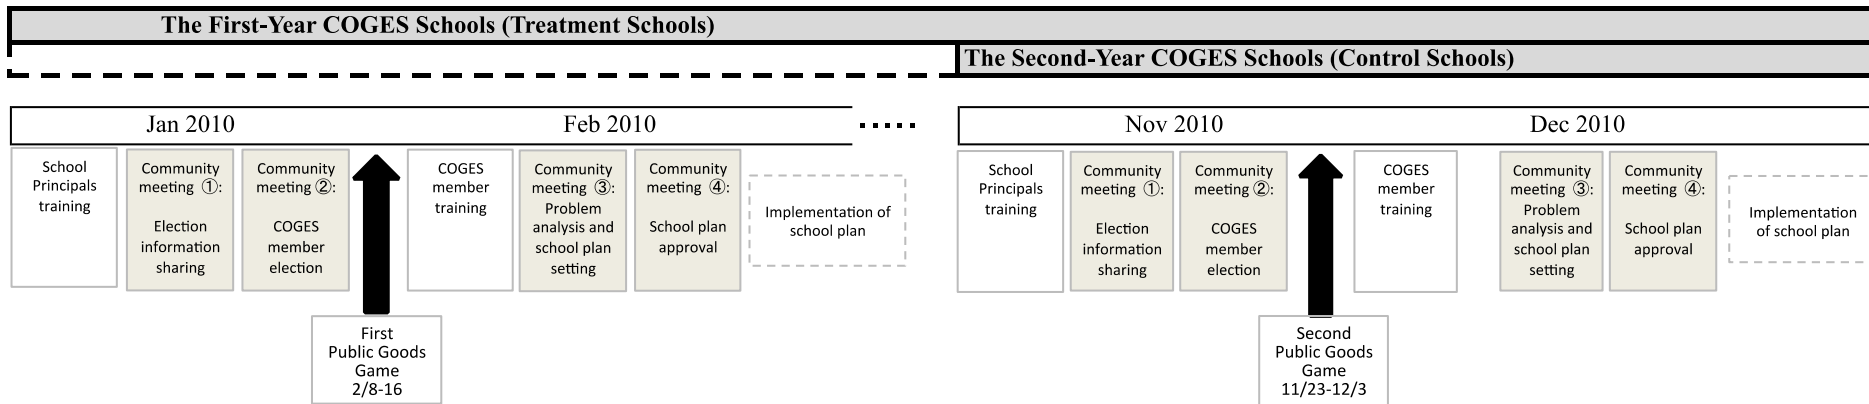 The First-Year COGES Schools (Treatment Schools)
The Second-Year COGES Schools (Control Schools)
Jan 2010
Feb 2010
Nov 2010
Dec 2010
School
Principals
training
Community
meeting ①:
Election
information
sharing
Community
meeting ②:
COGES
member
election
COGES
member
training
Community
meeting ③:
Problem
analysis and
school plan
setting
Community
meeting ④:
School plan
approval
Implementation of
school plan
First
Public Goods
Game
2/8-16
School
Principals
training
Community
meeting ①:
Election
information
sharing
Community
meeting ②:
COGES
member
election
COGES
member
training
Community
meeting ③:
Problem
analysis and
school plan
setting
Community
meeting ④:
School plan
approval
Implementation
of school plan
Second
Public Goods
Game
11/23-12/3